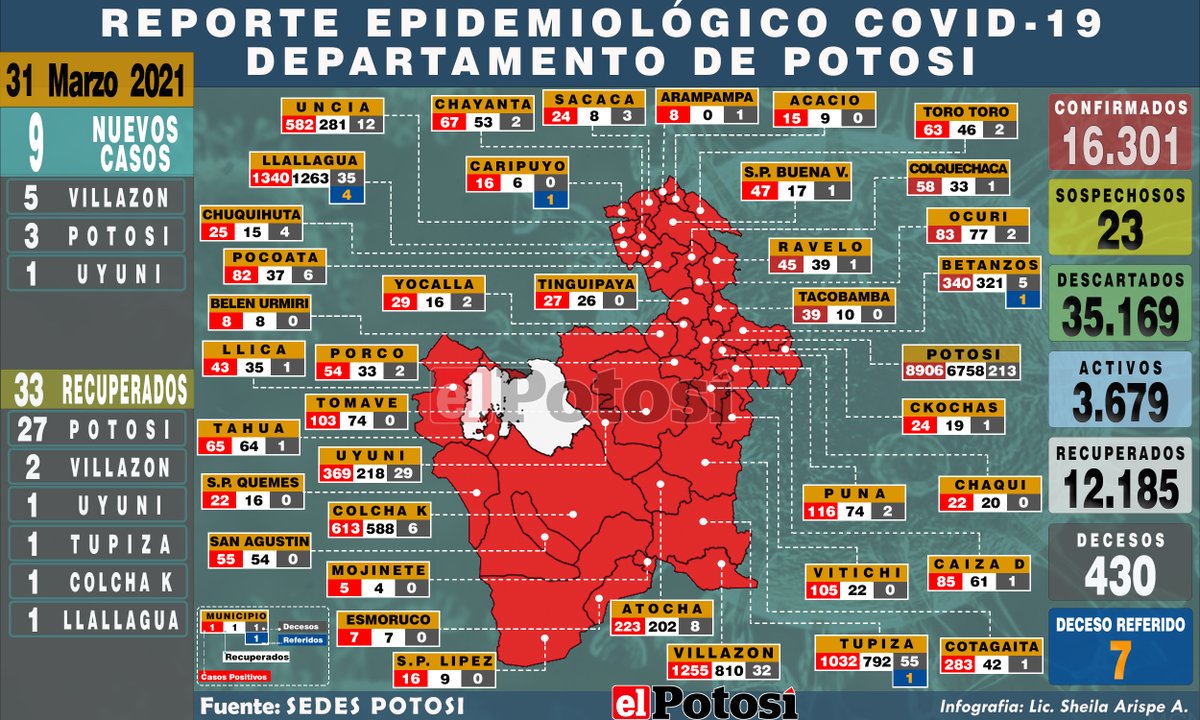 REPORTE EPIDEMIOLÓGICO COVID-19
DEPARTAMENTO DE POTOSI
31 Marzo 2021
9 NUEVOS CASOS
5 VILLAZON
3 POTOSI
1 UYUNI
33 RECUPERADOS
27 POTOSI
2 VILLAZON
1 UYUNI
1 TUPIZA
1 COLCHA K
1 LLALLAGUA
UNCIA
582 281 12
CHAYANTA
67 53 2
SACACA
24 8 3
ARAMPAMPA
8 0 1
ACACIO
15 9 0
TORO TORO
63 46 2
LLALLAGUA
1340 1263 35
4
CARIPUYO
16 6 0
1
S.P. BUENA V.
47 17 1
COLQUECHACA
58 33 1
CHUQUIHUTA
25 15 4
OCURI
83 77 2
POCOATA
82 37 6
RAVELO
45 39 1
YOCALLA
29 16 2
TINGUIPAYA
27 26 0
BETANZOS
340 321 5
1
BELEN URMIRI
8 8 0
TACOBAMBA
39 10 0
LLICA
43 35 1
PORCO
54 33 2
POTOSI
8906 6758 213
TOMAVE
103 74 0
CKOCHAS
24 19 1
TAHUA
65 64 1
UYUNI
369 218 29
S.P. QUEMES
22 16 0
PUNA
116 74 2
CHAQUI
22 20 0
COLCHA K
613 588 6
SAN AGUSTIN
55 54 0
MOJINETE
5 4 0
VITICHI
105 22 0
CAIZA D
85 61 1
ESMORUCO
7 7 0
ATOCHA
223 202 8
S.P. LIPEZ
16 9 0
VILLAZON
1255 810 32
TUPIZA
1032 792 55
1
COTAGAITA
283 42 1
el Potosí
MUNICIPIO
1 1 1 Decesos
1 Referidos
Recuperados
Casos Positivos
CONFIRMADOS
16.301
SOSPECHOSOS
23
DESCARTADOS
35.169
ACTIVOS
3.679
RECUPERADOS
12.185
DECESOS
430
DECESO REFERIDO
7
Fuente: SEDES POTOSI
el Potosí
Infografia: Lic. Sheila Arispe A.